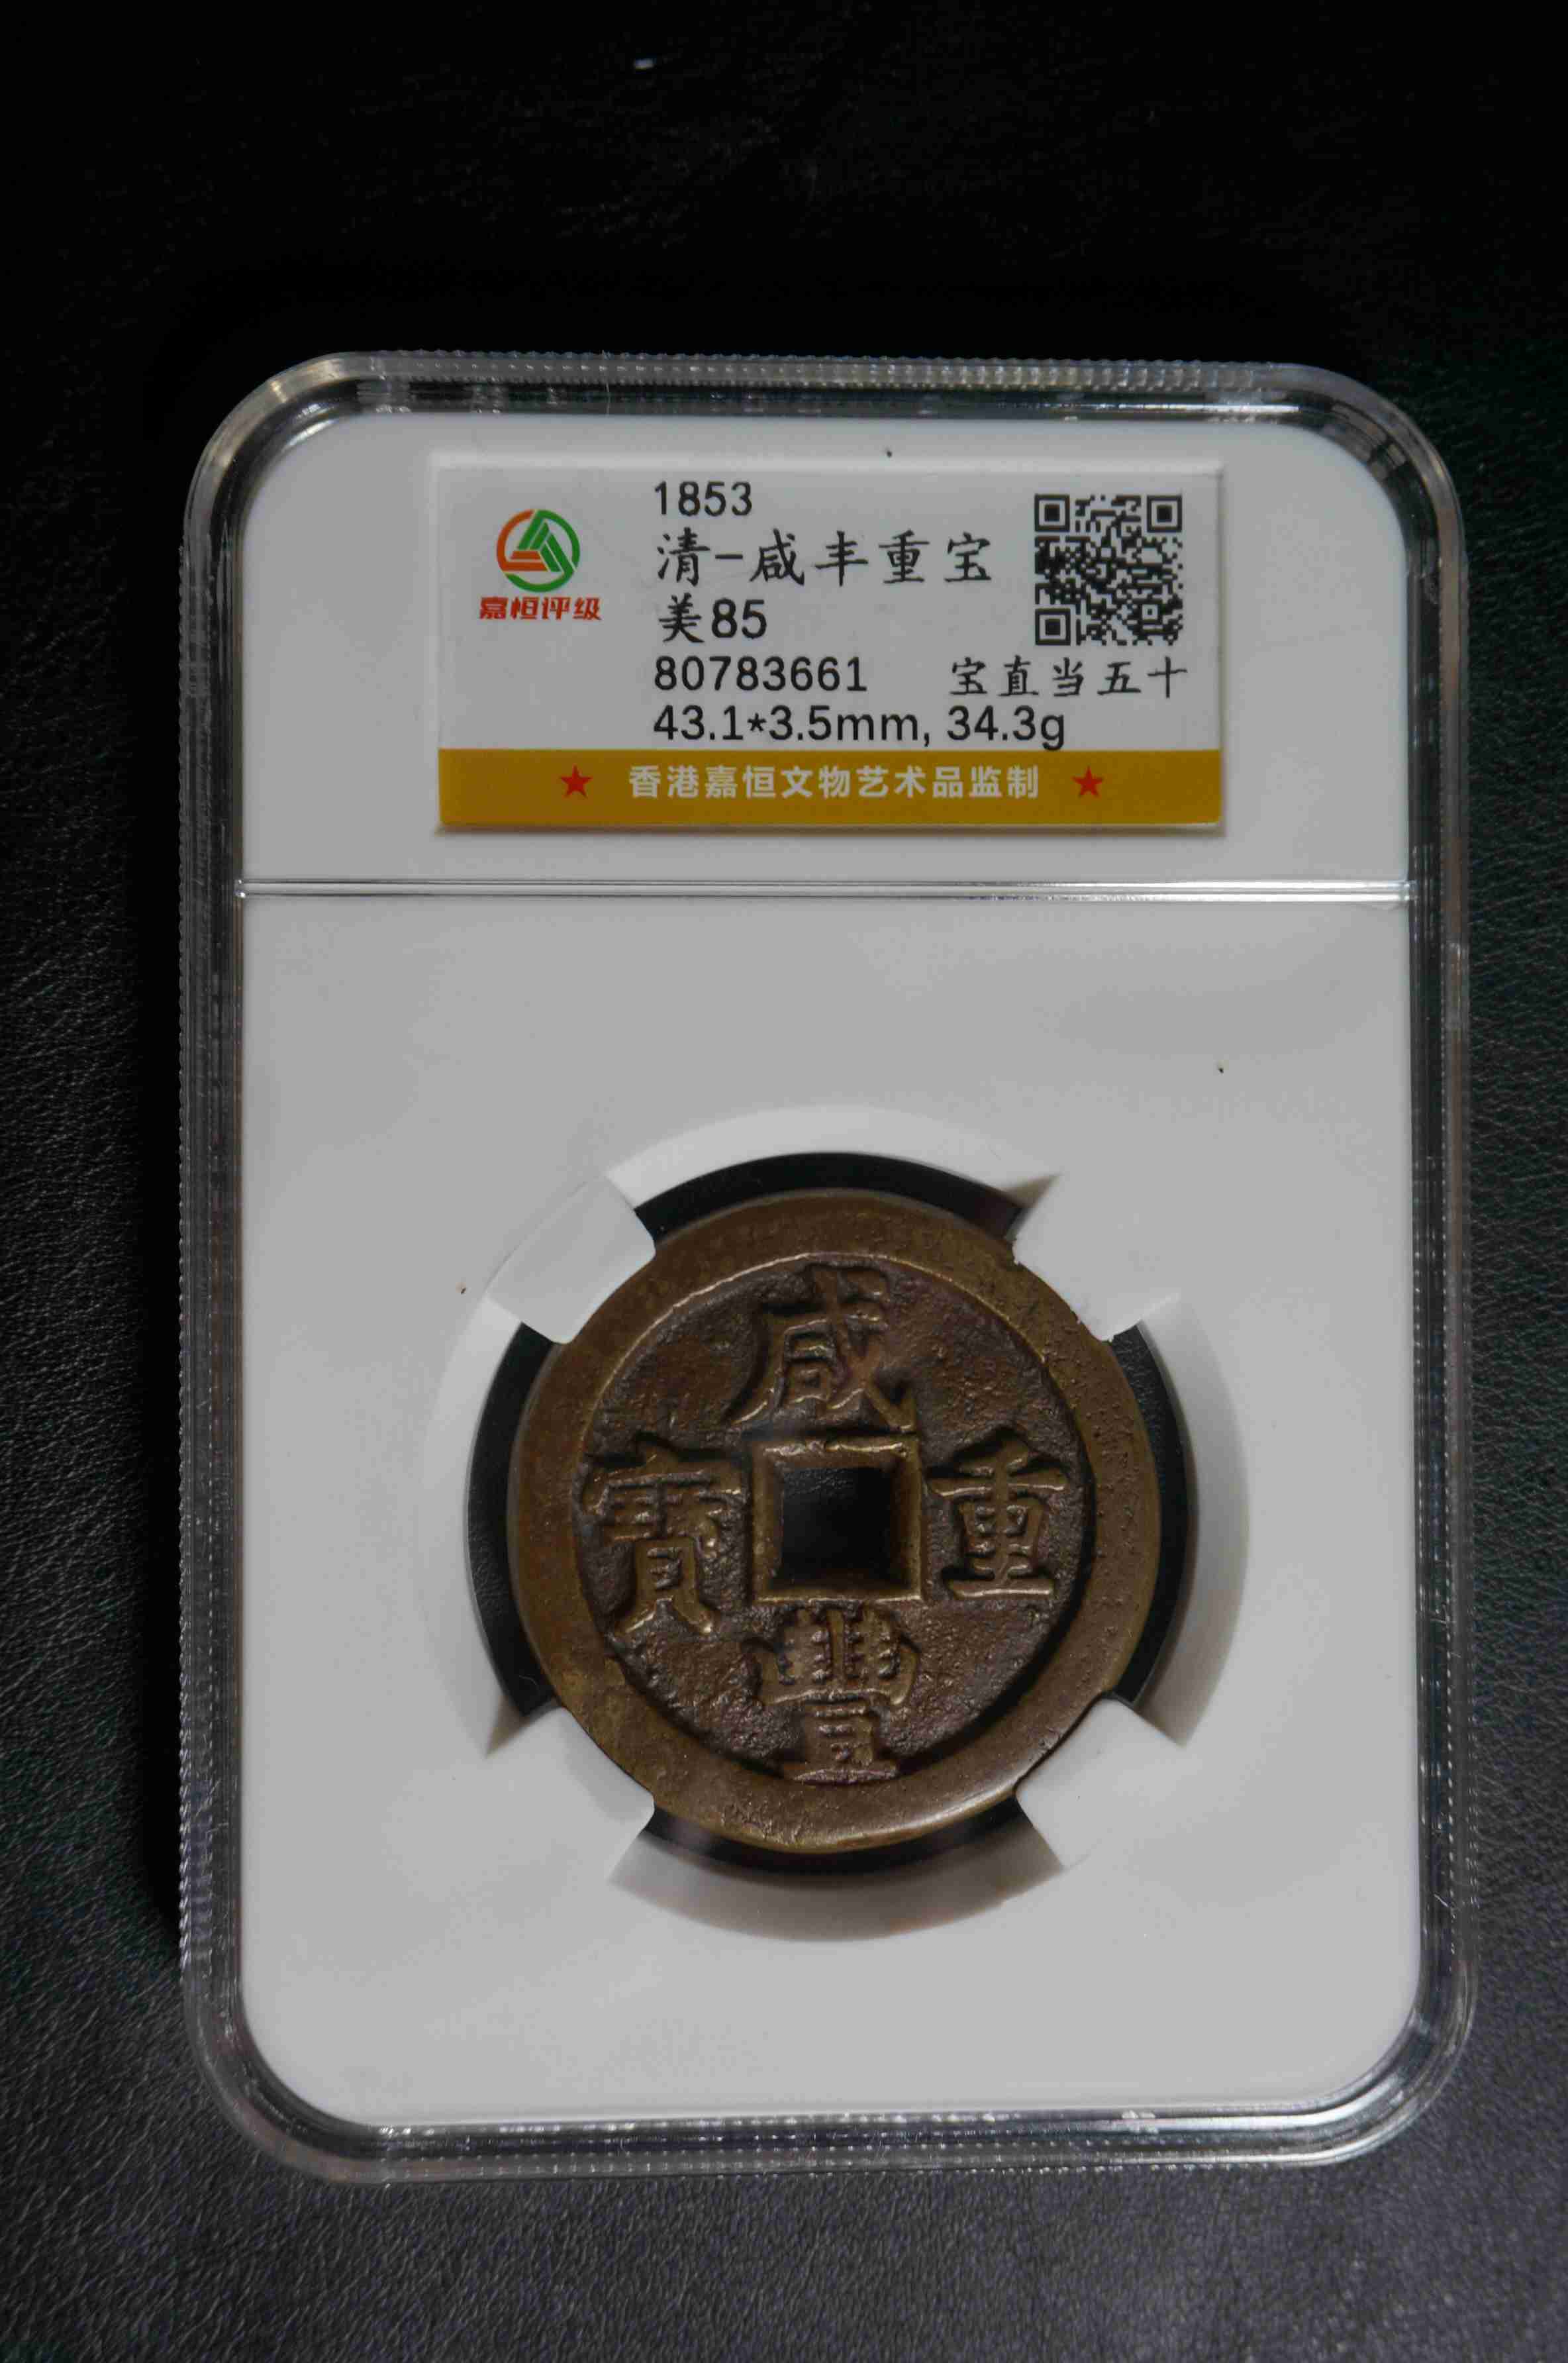 1853
清-咸丰重宝
美85
嘉恒评级
80783661 宝直当五十
43.1*3.5mm, 34.3g
★ 香港嘉恒文物艺术品监制 ★
咸
寶 重
豐